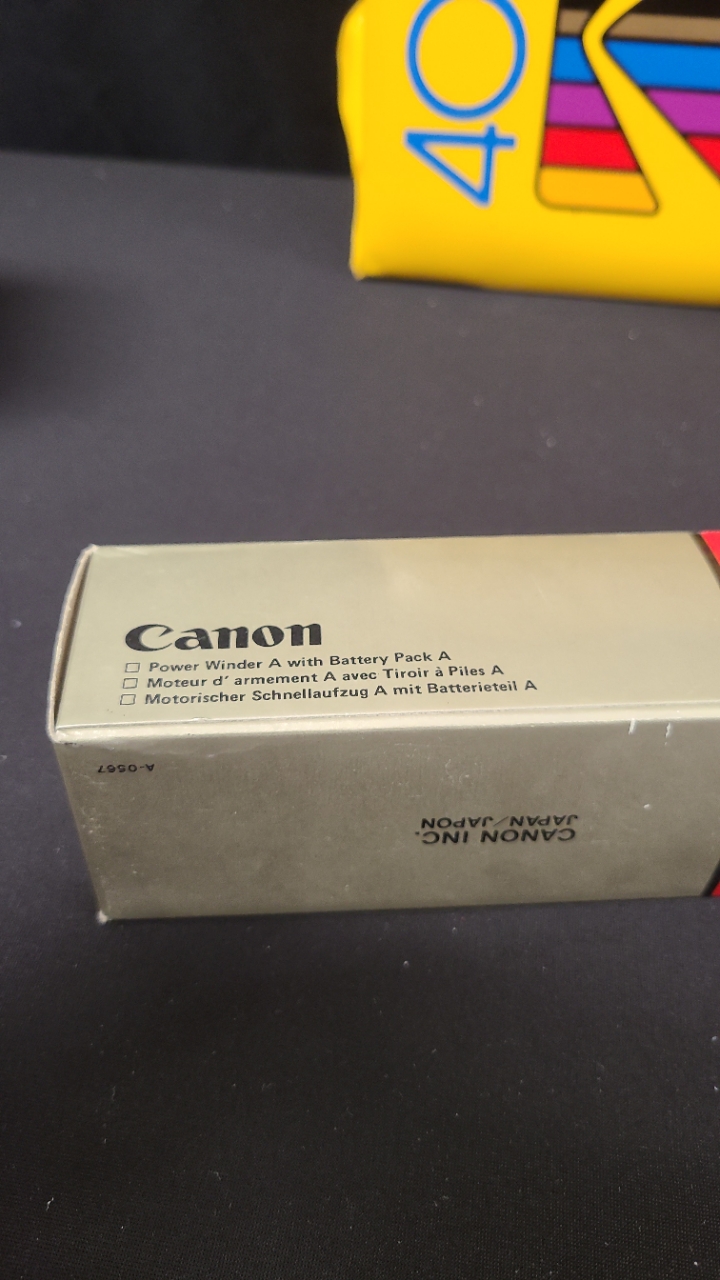 40
Canon
☐ Power Winder A with Battery Pack A
☐ Moteur d' armement A avec Tiroir à Piles A
☐ Motorischer Schnellaufzug A mit Batterieteil A
A-0567
CANON INC.
JAPAN/JAPON